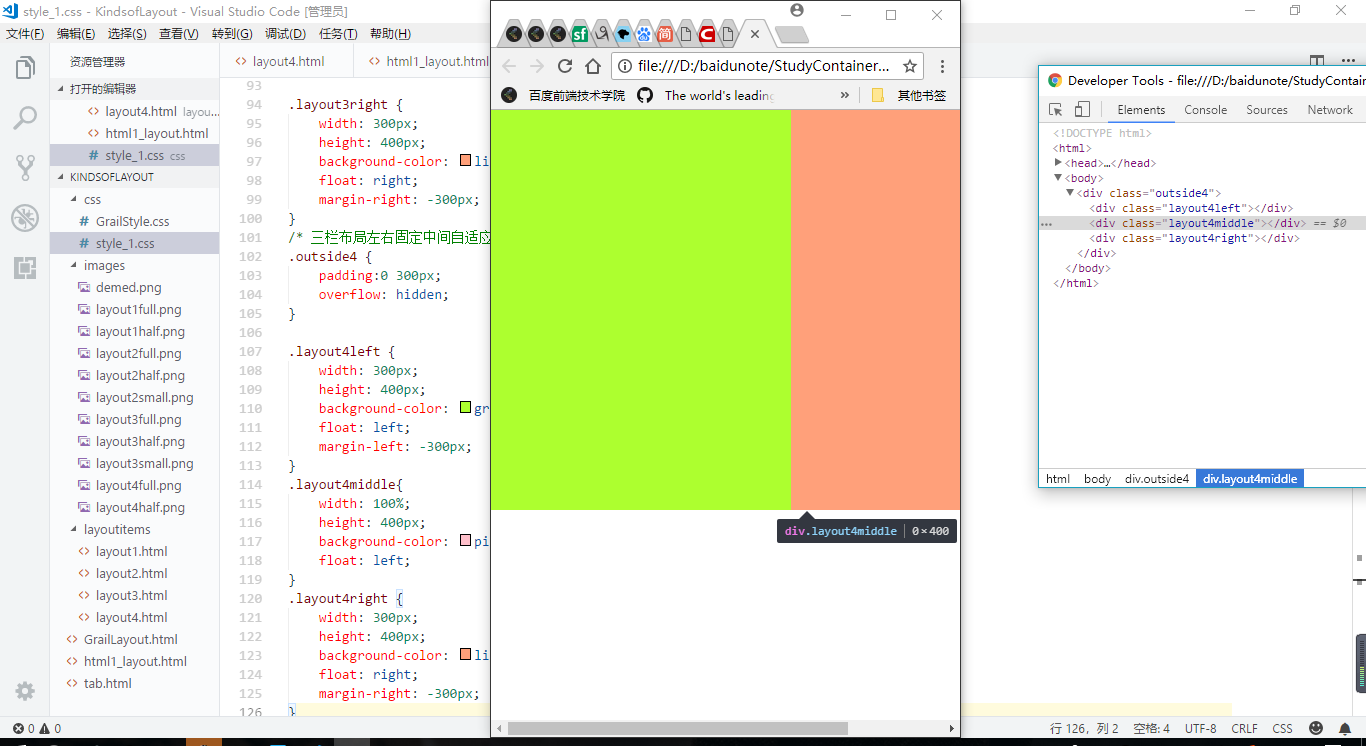 style_1.css - KindsofLayout - Visual Studio Code [管理员]
文件(F) 编辑(E) 选择(S) 查看(V) 转到(G) 调试(D) 任务(T) 帮助(H)
资源管理器
打开的编辑器
layout4.html layou...
html1_layout.html
style_1.css css
KINDSOFLAYOUT
css
GrailStyle.css
style_1.css
images
demed.png
layout1full.png
layout1half.png
layout2full.png
layout2half.png
layout2small.png
layout3full.png
layout3half.png
layout3small.png
layout4full.png
layout4half.png
layoutitems
layout1.html
layout2.html
layout3.html
layout4.html
GrailLayout.html
html1_layout.html
tab.html
layout4.html html1_layout.html
93
94 .layout3right {
95 width: 300px;
96 height: 400px;
97 background-color: li
98 float: right;
99 margin-right: -300px;
100 }
101 /* 三栏布局左右固定中间自适应
102 .outside4 {
103 padding:0 300px;
104 overflow: hidden;
105 }
106
107 .layout4left {
108 width: 300px;
109 height: 400px;
110 background-color: gr
111 float: left;
112 margin-left: -300px;
113 }
114 .layout4middle{
115 width: 100%;
116 height: 400px;
117 background-color: pi
118 float: left;
119 }
120 .layout4right {
121 width: 300px;
122 height: 400px;
123 background-color: li
124 float: right;
125 margin-right: -300px;
126 }
sf
简
C
file:///D:/baidunote/StudyContainer...
百度前端技术学院 The world's leading » 其他书签
div.layout4middle 0×400
Developer Tools - file:///D:/baidunote/StudyContainer
Elements Console Sources Network
<!DOCTYPE html>
<html>
<head>…</head>
<body>
<div class="outside4">
<div class="layout4left"></div>
<div class="layout4middle"></div> == $0
<div class="layout4right"></div>
</div>
</body>
</html>
html body div.outside4 div.layout4middle
0 0 行 126，列 2 空格: 4 UTF-8 CRLF CSS